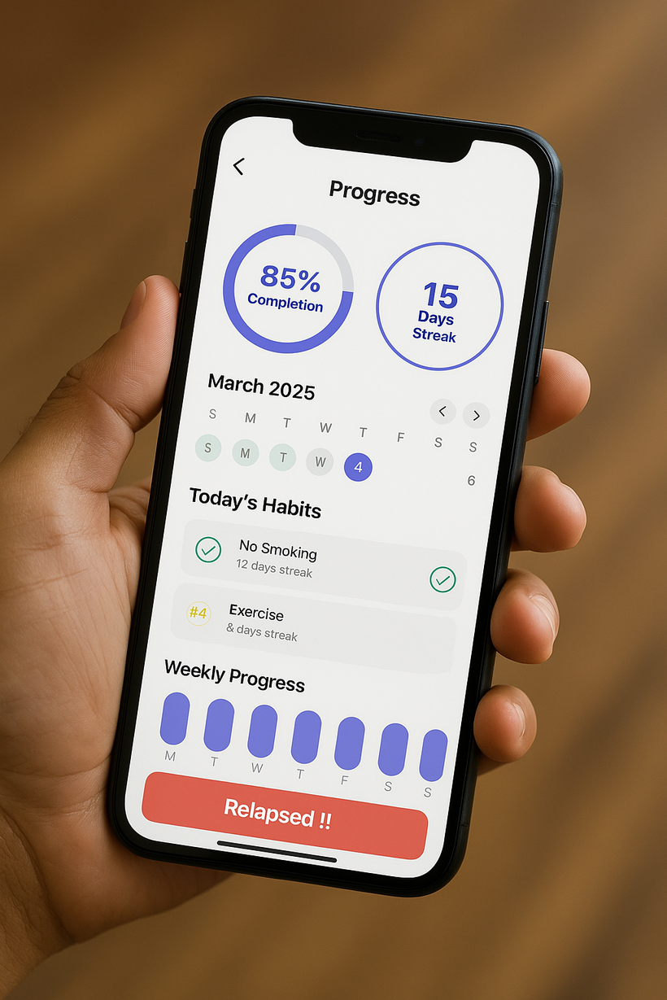 Progress
85%
Completion
15
Days
Streak
March 2025
S M T W T F S S
S M T W 4 6
Today's Habits
No Smoking
12 days streak
#4 Exercise
& days streak
Weekly Progress
M T W T F S S
Relapsed !!